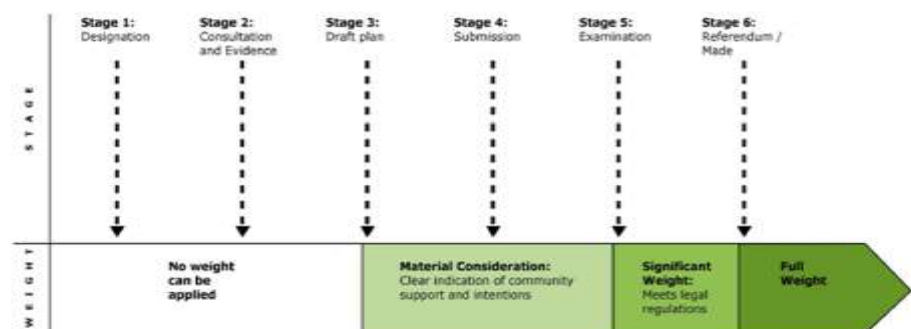 Stage 1:
Designation
Stage 2:
Consultation
and Evidence
Stage 3:
Draft plan
Stage 4:
Submission
Stage 5:
Examination
Stage 6:
Referendum /
Made
STAGE
WEIGHT
No weight
can be
applied
Material Consideration:
Clear indication of community
support and intentions
Significant
Weight:
Meets legal
regulations
Full
Weight